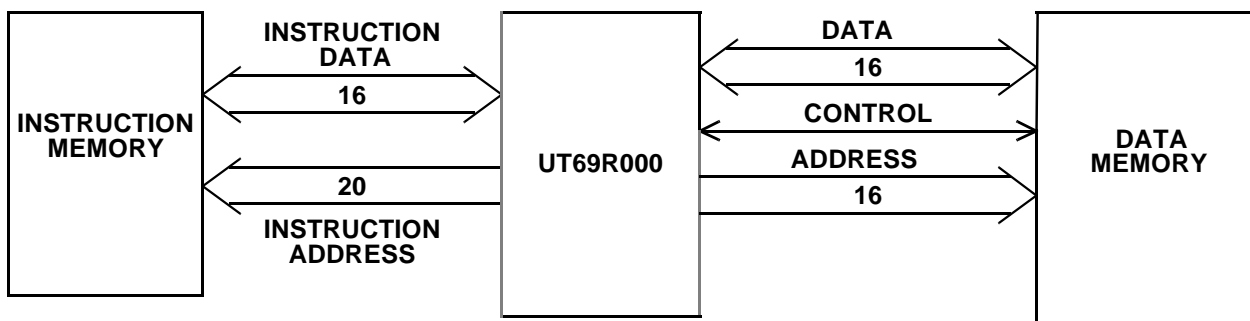 INSTRUCTION
DATA
16
INSTRUCTION
MEMORY
20
INSTRUCTION
ADDRESS
UT69R000
DATA
16
CONTROL
ADDRESS
16
DATA
MEMORY